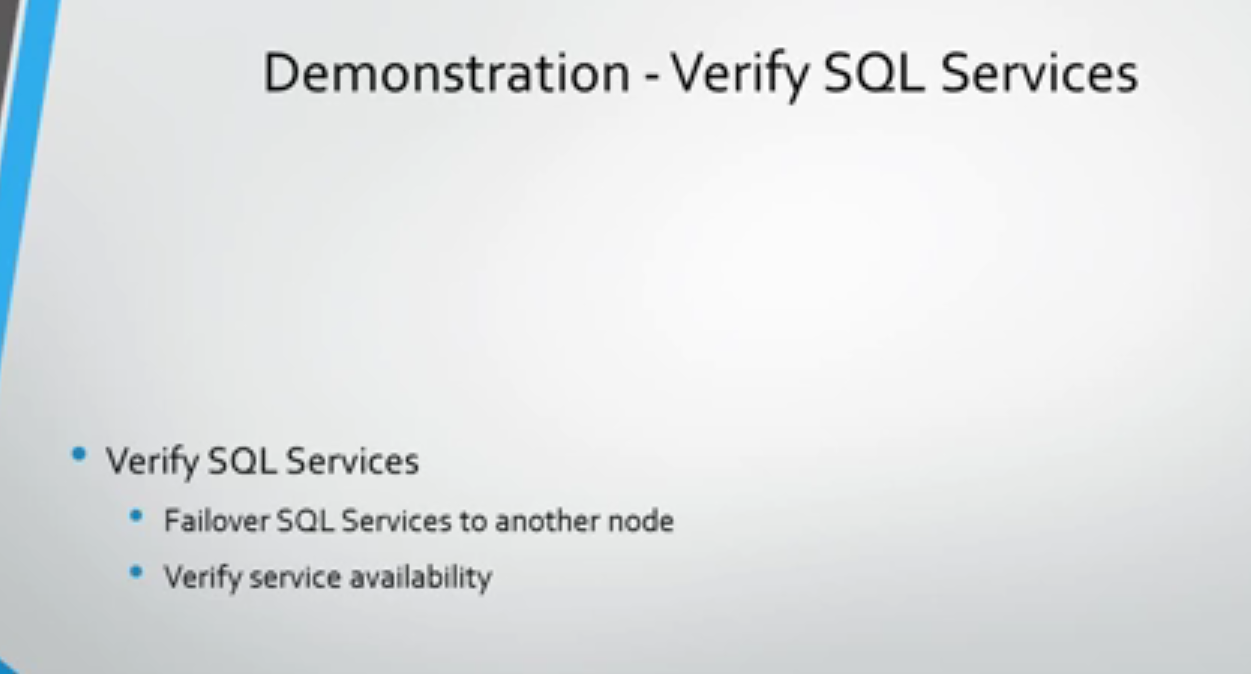 Demonstration - Verify SQL Services
Verify SQL Services
Failover SQL Services to another node
Verify service availability